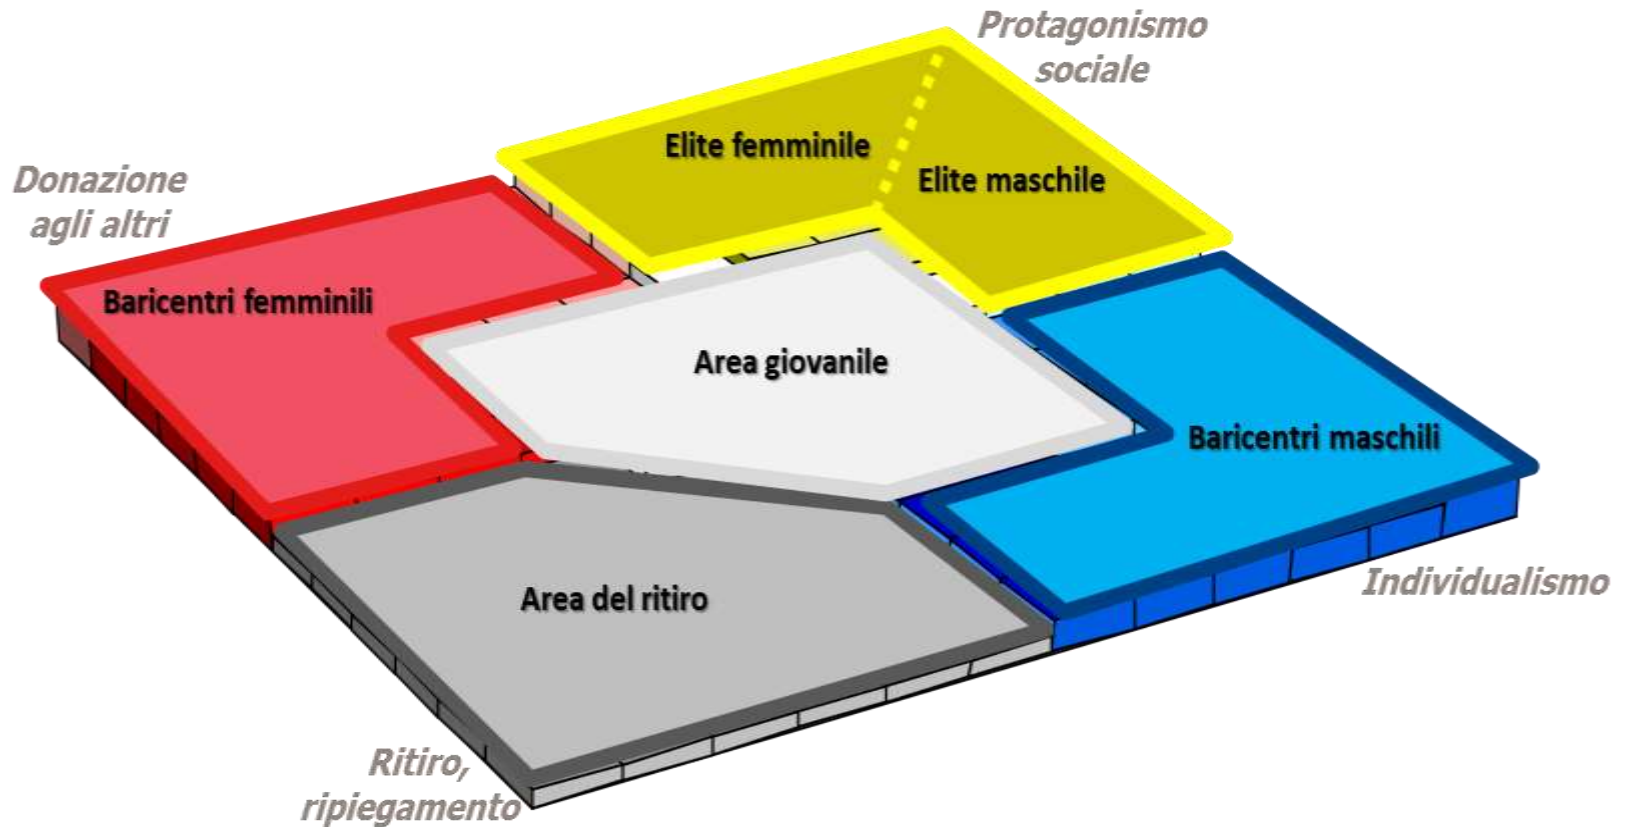 Protagonismo
sociale
Elite femminile
Elite maschile
Donazione
agli altri
Baricentri femminili
Area giovanile
Baricentri maschili
Individualismo
Area del ritiro
Ritiro,
ripiegamento